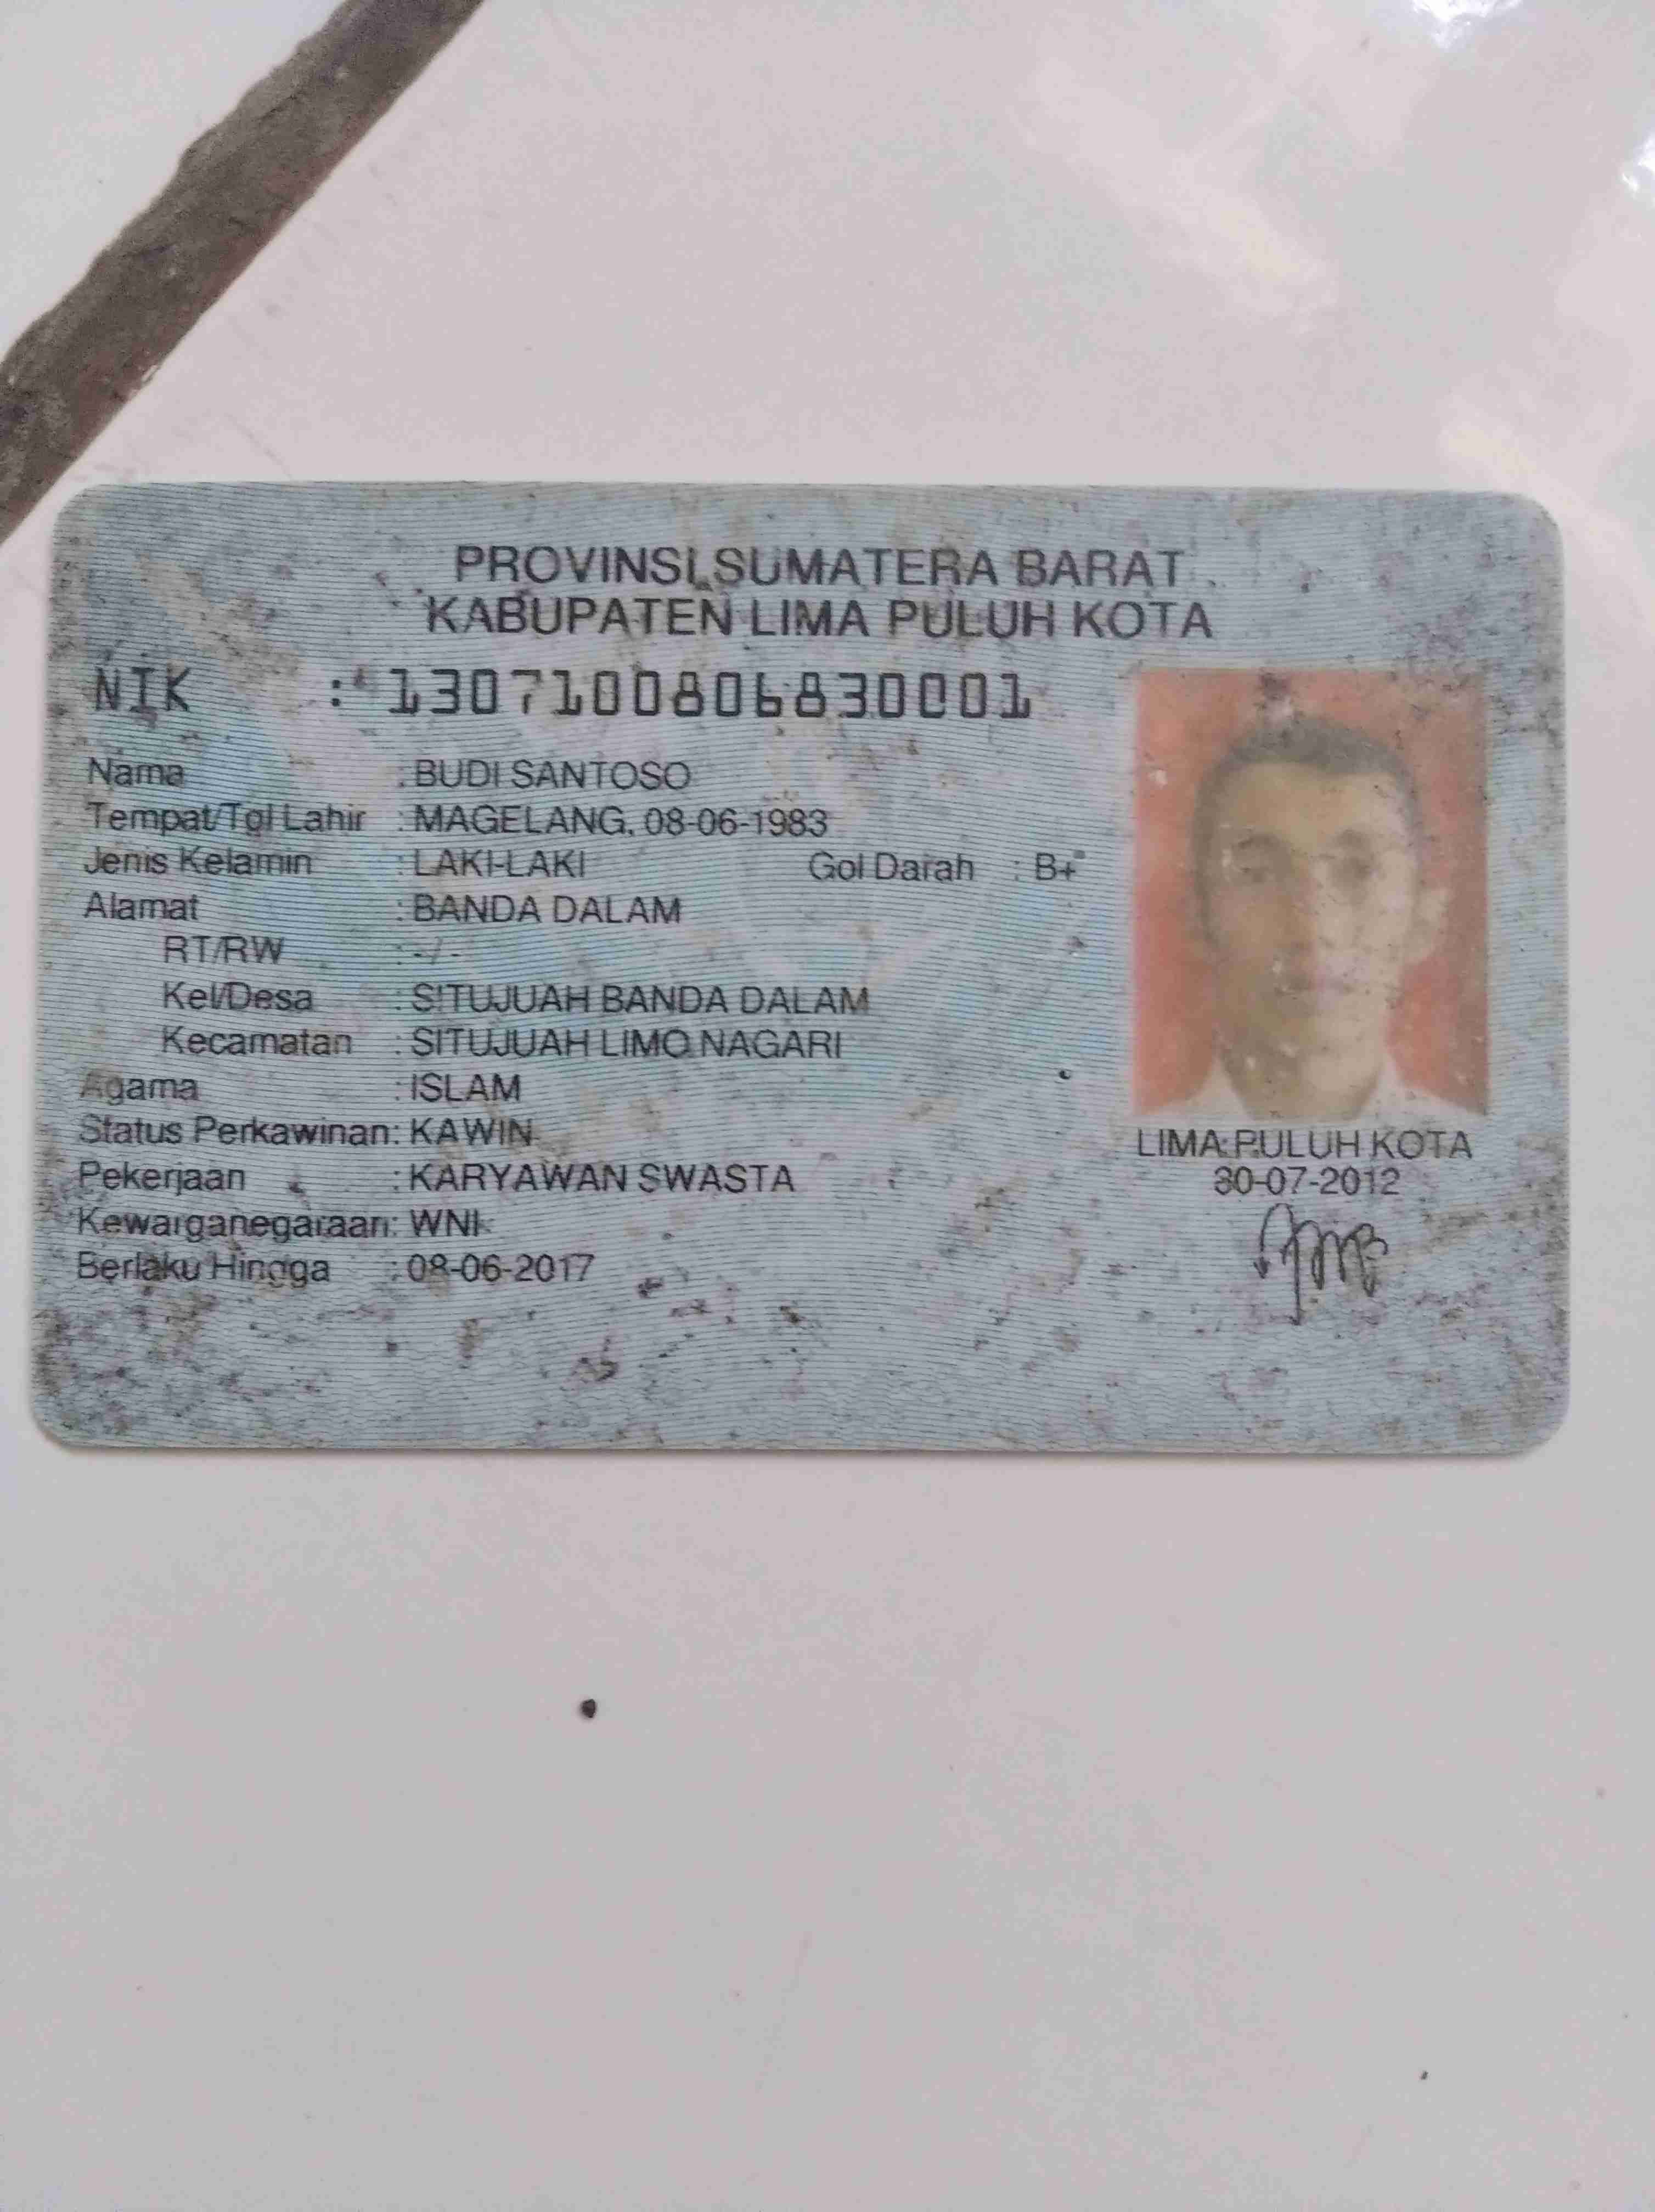 PROVINSI SUMATERA BARAT
KABUPATEN LIMA PULUH KOTA
NIK : 1307100806830001
Nama : BUDI SANTOSO
Tempat/Tgl Lahir : MAGELANG, 08-06-1983
Jenis Kelamin : LAKI-LAKI Gol Darah : B+
Alamat : BANDA DALAM
RT/RW : -/-
Kel/Desa : SITUJUAH BANDA DALAM
Kecamatan : SITUJUAH LIMO NAGARI
Agama : ISLAM
Status Perkawinan: KAWIN
Pekerjaan : KARYAWAN SWASTA
Kewarganegaraan: WNI
Berlaku Hingga : 08-06-2017
LIMA PULUH KOTA
30-07-2012